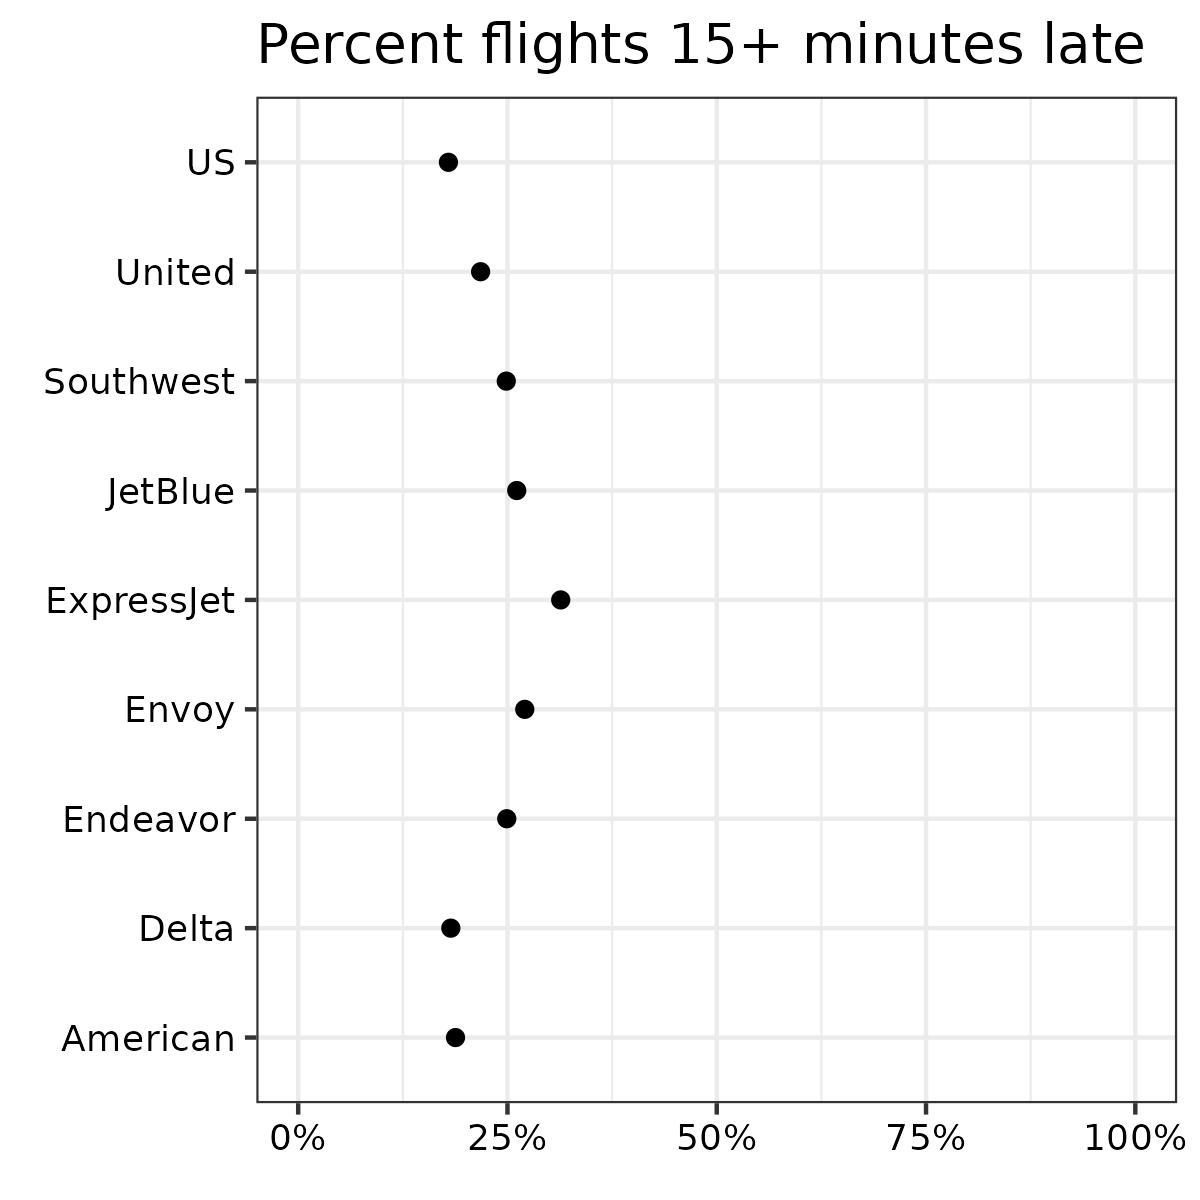 Percent flights 15+ minutes late
US
United
Southwest
JetBlue
ExpressJet
Envoy
Endeavor
Delta
American
0% 25% 50% 75% 100%